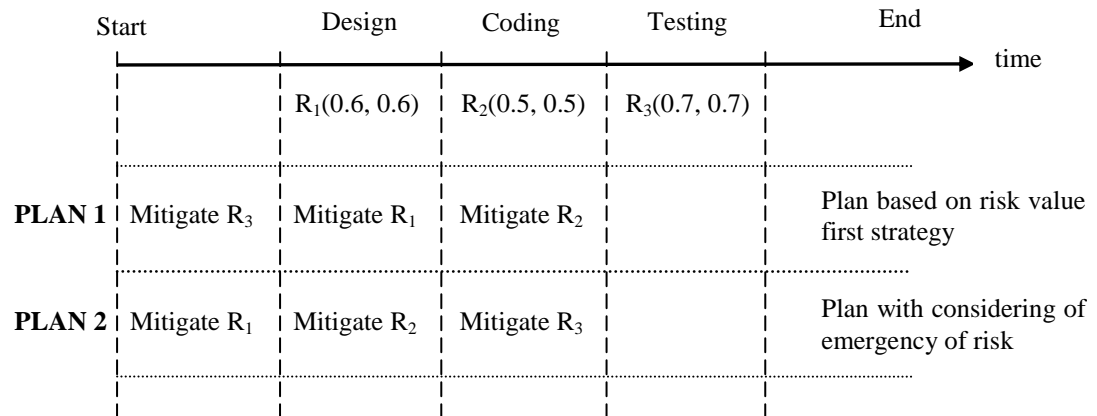 Start Design Coding Testing End
time
R₁(0.6, 0.6) R₂(0.5, 0.5) R₃(0.7, 0.7)
PLAN 1 Mitigate R₃ Mitigate R₁ Mitigate R₂ Plan based on risk value
first strategy
PLAN 2 Mitigate R₁ Mitigate R₂ Mitigate R₃ Plan with considering of
emergency of risk